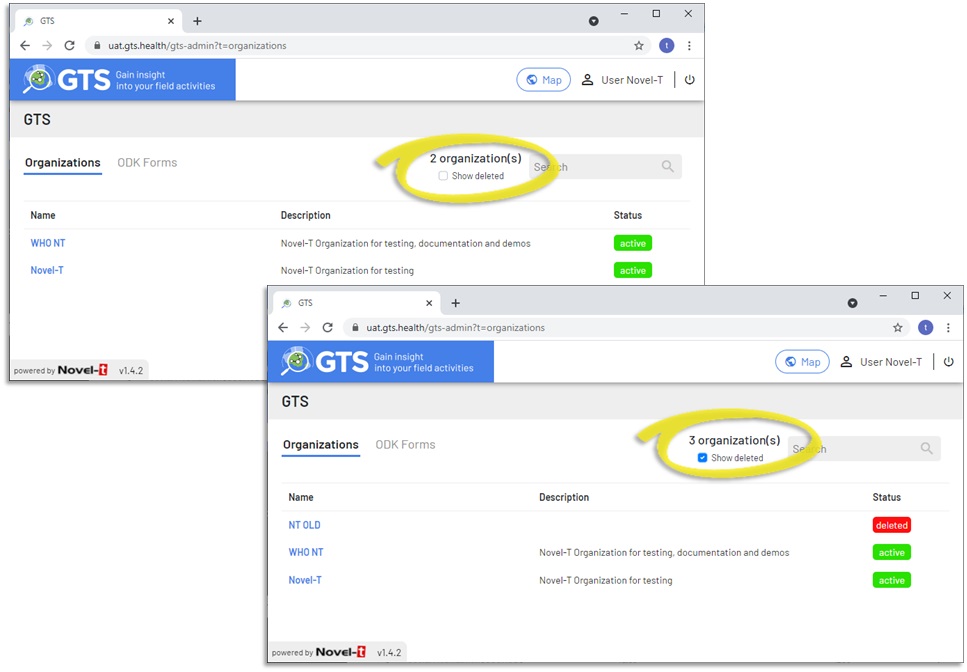 GTS
uat.gts.health/gts-admin?t=organizations
t
GTS
Gain insight
into your field activities
Map
User Novel-T
GTS
Organizations
ODK Forms
2 organization(s)
Show deleted
Search
Name Description Status
WHO NT Novel-T Organization for testing, documentation and demos active
Novel-T Novel-T Organization for testing active
powered by Novel-t v1.4.2
GTS
uat.gts.health/gts-admin?t=organizations
t
GTS
Gain insight
into your field activities
Map
User Novel-T
GTS
Organizations
ODK Forms
3 organization(s)
Show deleted
Search
Name Description Status
NT OLD deleted
WHO NT Novel-T Organization for testing, documentation and demos active
Novel-T Novel-T Organization for testing active
powered by Novel-t v1.4.2